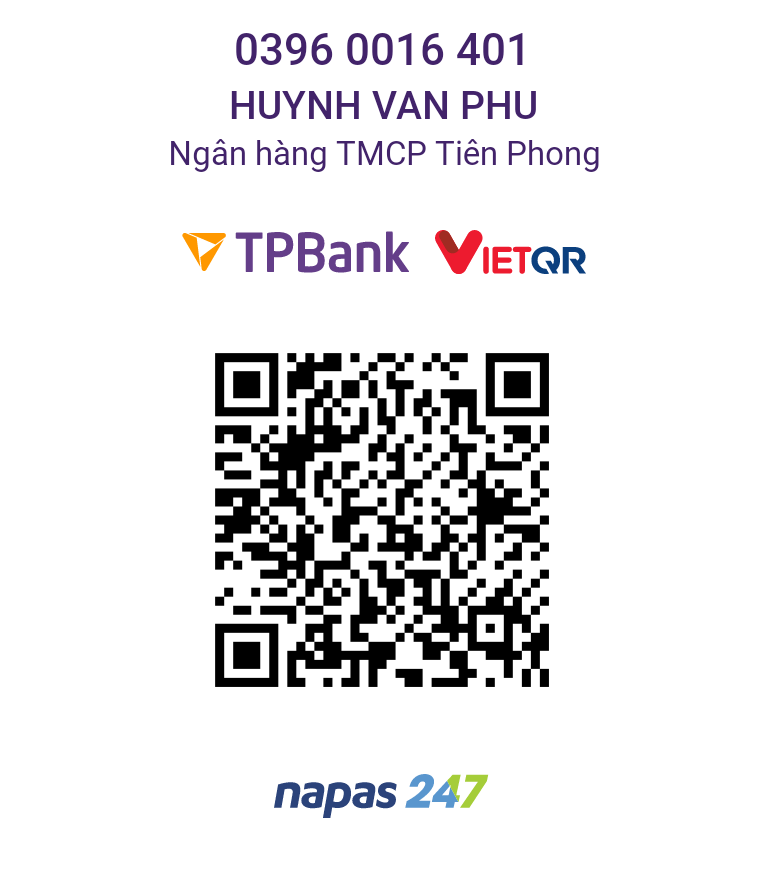 0396 0016 401
HUYNH VAN PHU
Ngân hàng TMCP Tiên Phong
TPBank VIETQR
napas 247